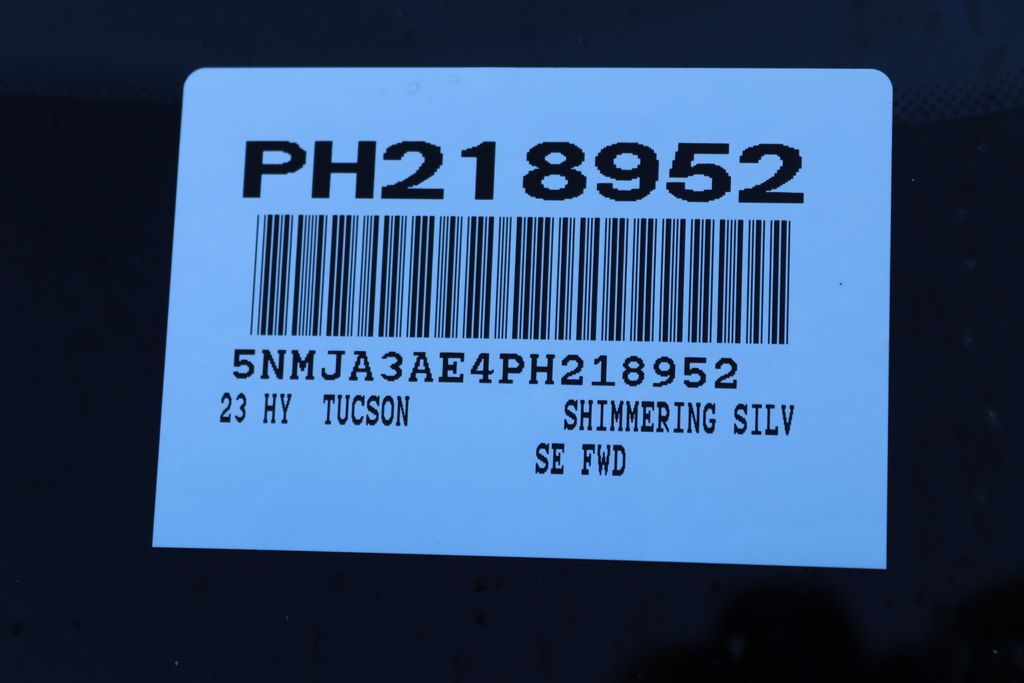 PH218952
5NMJA3AE4PH218952
23 HY TUCSON SHIMMERING SILV
SE FWD